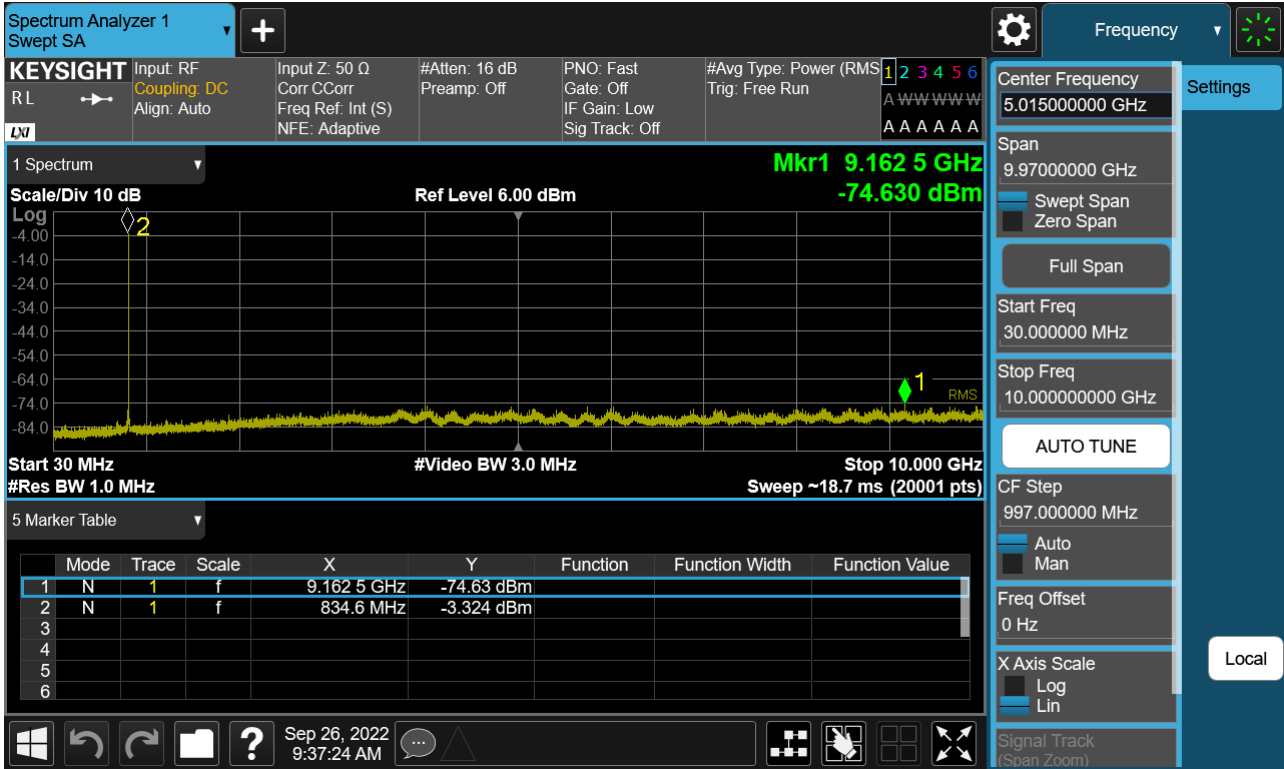 Spectrum Analyzer 1
Swept SA
Frequency
KEYSIGHT
R L
LXI
Input: RF
Coupling: DC
Align: Auto
Input Z: 50 Ω
Corr CCorr
Freq Ref: Int (S)
NFE: Adaptive
#Atten: 16 dB
Preamp: Off
PNO: Fast
Gate: Off
IF Gain: Low
Sig Track: Off
#Avg Type: Power (RMS
Trig: Free Run
1 2 3 4 5 6
A W W W W W
A A A A A A
1 Spectrum
Mkr1 9.162 5 GHz
-74.630 dBm
Scale/Div 10 dB
Ref Level 6.00 dBm
Log
2
-4.00
-14.0
-24.0
-34.0
-44.0
-54.0
-64.0
1
-74.0
RMS
-84.0
Start 30 MHz
#Video BW 3.0 MHz
Stop 10.000 GHz
#Res BW 1.0 MHz
Sweep ~18.7 ms (20001 pts)
5 Marker Table
Mode Trace Scale X Y Function Function Width Function Value
1 N 1 f 9.162 5 GHz -74.63 dBm
2 N 1 f 834.6 MHz -3.324 dBm
3
4
5
6
Sep 26, 2022
9:37:24 AM
?
Center Frequency
5.015000000 GHz
Span
9.97000000 GHz
Swept Span
Zero Span
Full Span
Start Freq
30.000000 MHz
Stop Freq
10.000000000 GHz
AUTO TUNE
CF Step
997.000000 MHz
Auto
Man
Freq Offset
0 Hz
X Axis Scale
Log
Lin
Signal Track
(Span Zoom)
Settings
Local